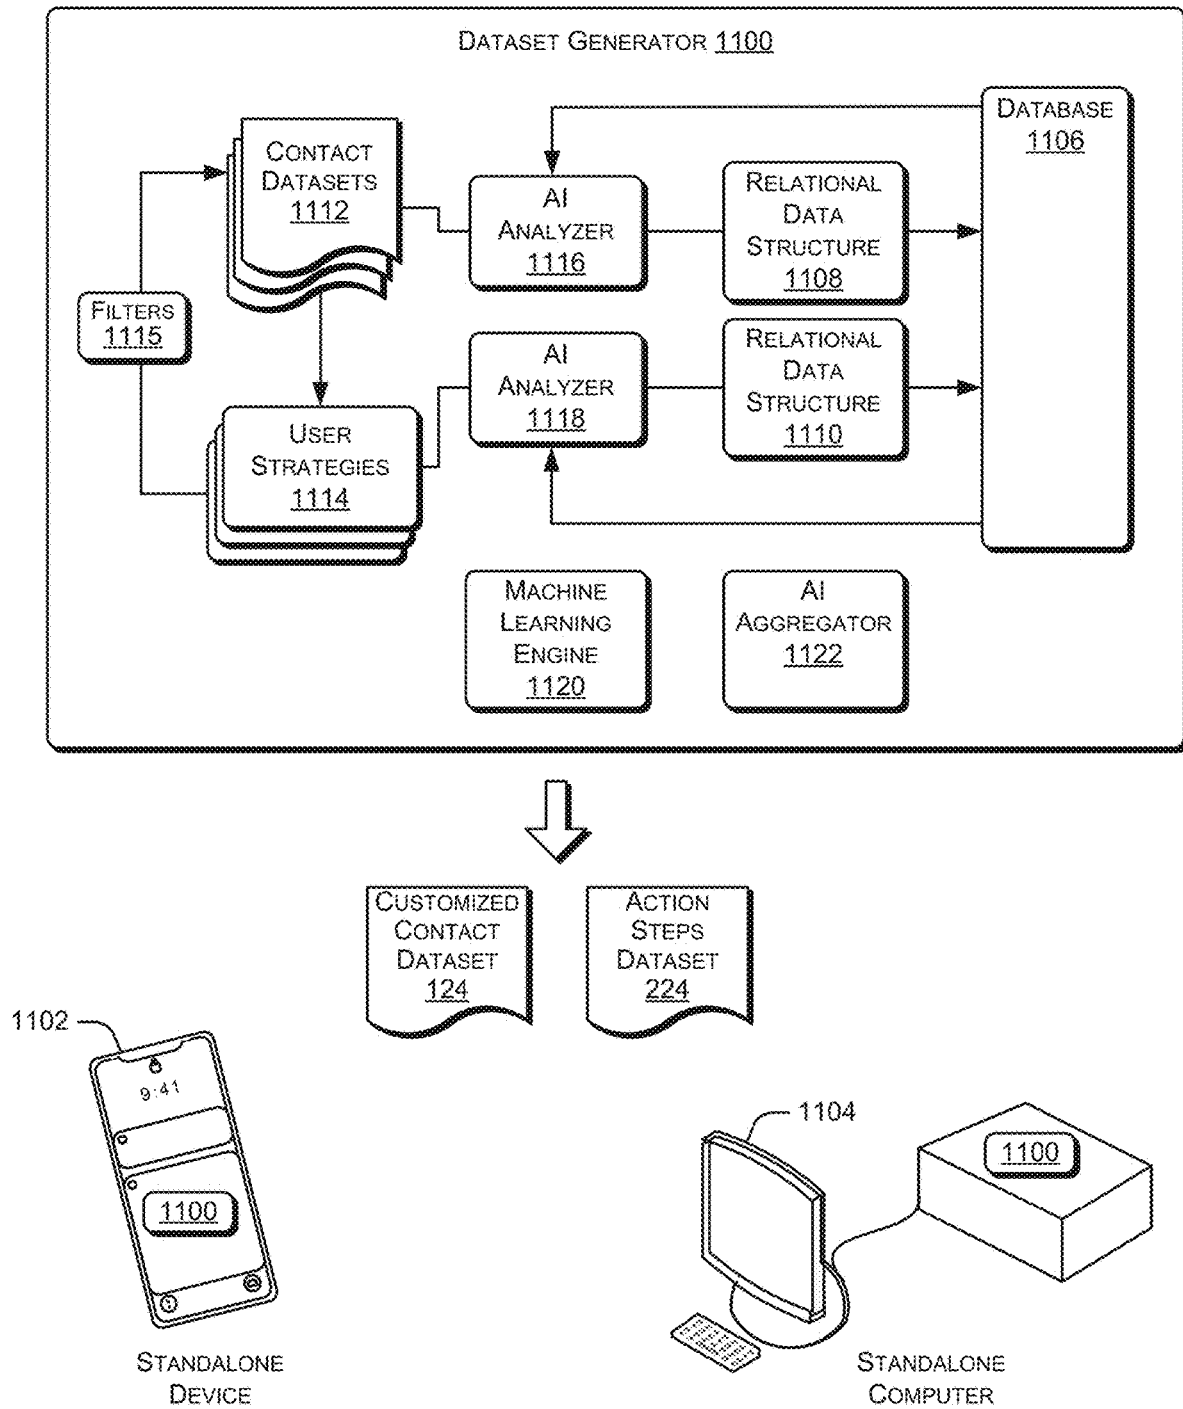 DATASET GENERATOR 1100
CONTACT
DATASETS
1112
FILTERS
1115
USER
STRATEGIES
1114
AI
ANALYZER
1116
AI
ANALYZER
1118
RELATIONAL
DATA
STRUCTURE
1108
RELATIONAL
DATA
STRUCTURE
1110
DATABASE
1106
MACHINE
LEARNING
ENGINE
1120
AI
AGGREGATOR
1122
CUSTOMIZED
CONTACT
DATASET
124
ACTION
STEPS
DATASET
224
1102
9:41
1100
STANDALONE
DEVICE
1104
1100
STANDALONE
COMPUTER